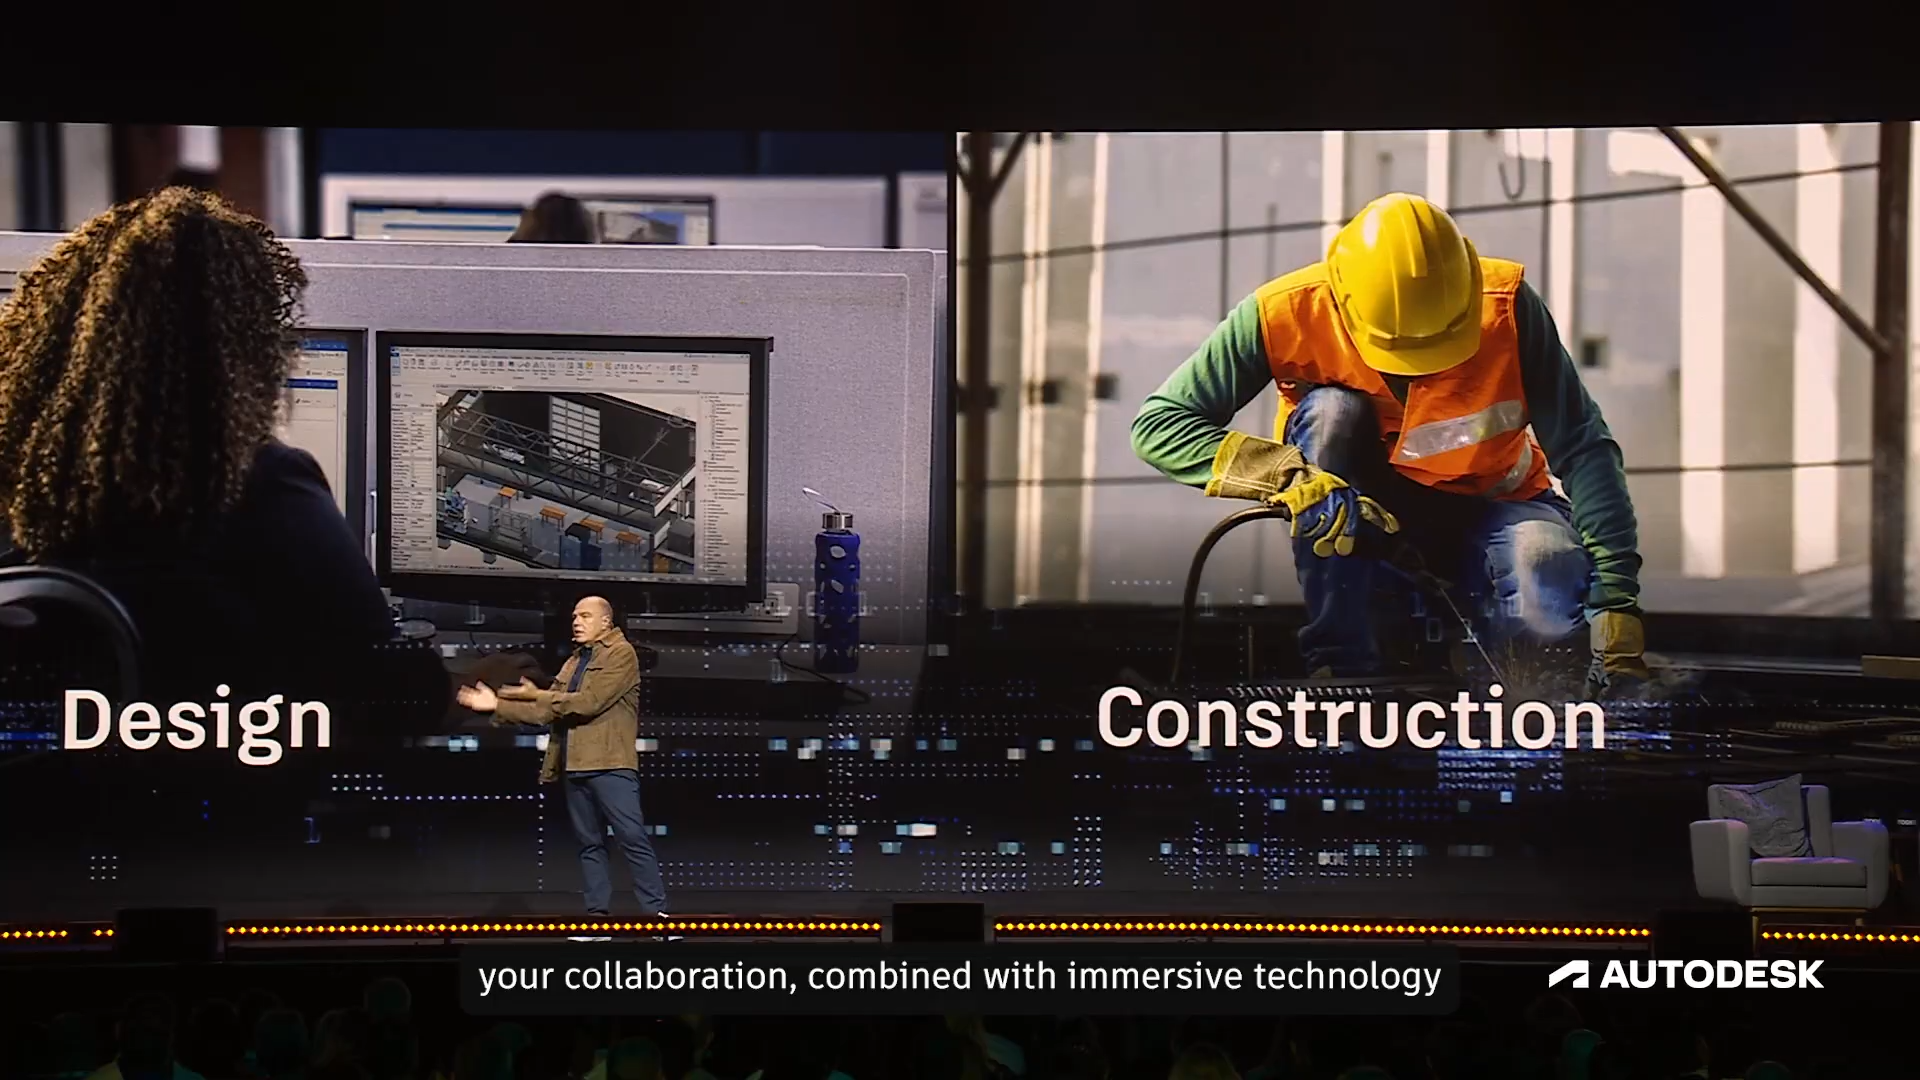 Design
Construction
your collaboration, combined with immersive technology
AUTODESK